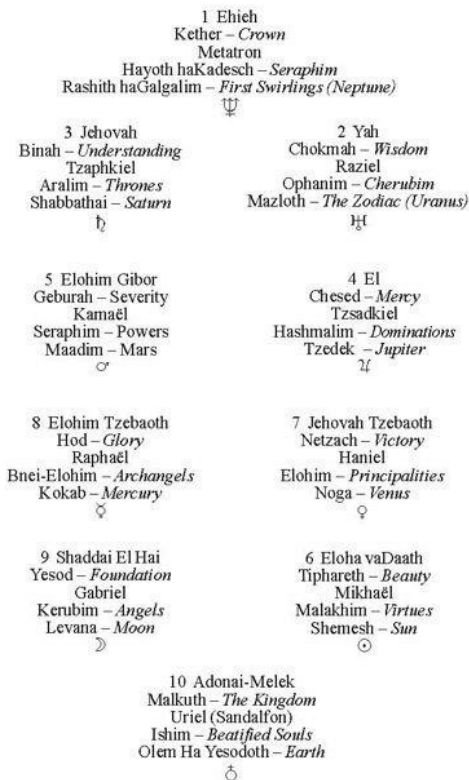 1 Ehieh
Kether – Crown
Metatron
Hayoth haKadesch – Seraphim
Rashith haGalgalim – First Swirlings (Neptune)
♆
3 Jehovah
Binah – Understanding
Tzaphkiel
Aralim – Thrones
Shabbathai – Saturn
♄
2 Yah
Chokmah – Wisdom
Raziel
Ophanim – Cherubim
Mazloth – The Zodiac (Uranus)
♅
5 Elohim Gibor
Geburah – Severity
Kamaël
Seraphim – Powers
Maadim – Mars
♂
4 El
Chesed – Mercy
Tzsadkiel
Hashmalim – Dominations
Tzedek – Jupiter
♃
8 Elohim Tzebaoth
Hod – Glory
Raphaël
Bnei-Elohim – Archangels
Kokab – Mercury
☿
7 Jehovah Tzebaoth
Netzach – Victory
Haniel
Elohim – Principalities
Noga – Venus
♀
9 Shaddai El Hai
Yesod – Foundation
Gabriel
Kerubim – Angels
Levana – Moon
☽
6 Eloha vaDaath
Tiphareth – Beauty
Mikhaël
Malakhim – Virtues
Shemesh – Sun
☉
10 Adonai-Melek
Malkuth – The Kingdom
Uriel (Sandalfon)
Ishim – Beatified Souls
Olem Ha Yesodoth – Earth
♁